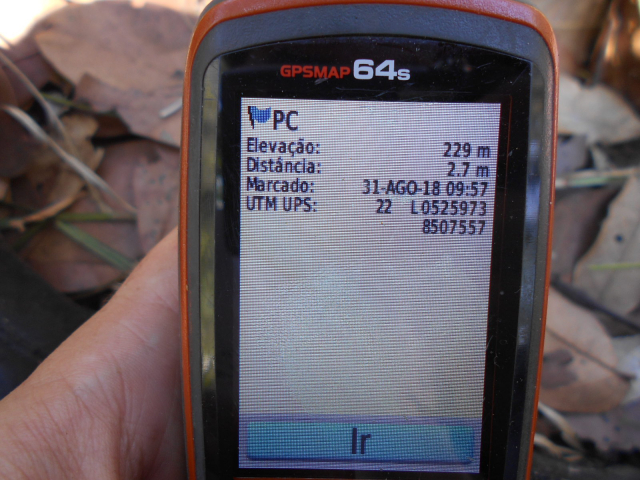 GPSMAP 64s
PC
Elevação: 229 m
Distância: 2.7 m
Marcado: 31-AGO-18 09:57
UTM UPS: 22 L0525973
8507557
Ir